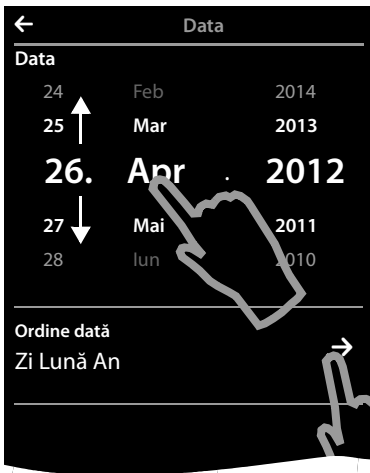 Data
Data
24 Feb 2014
25 Mar 2013
26. Apr . 2012
27 Mai 2011
28 Iun 2010
Ordine dată
Zi Lună An